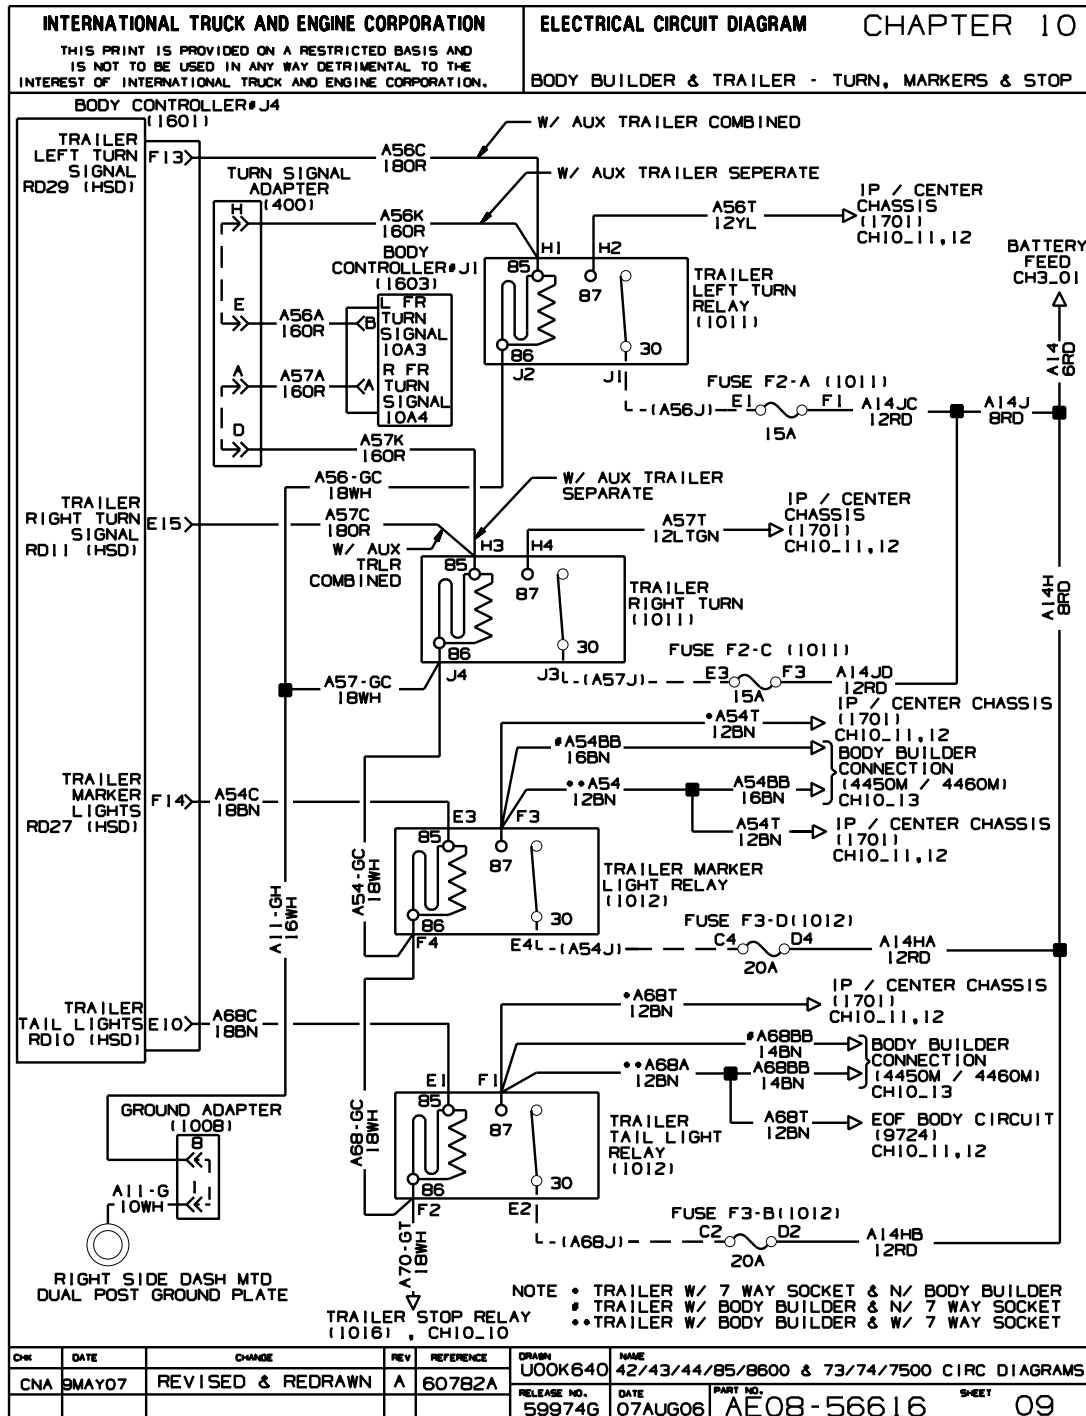 INTERNATIONAL TRUCK AND ENGINE CORPORATION
THIS PRINT IS PROVIDED ON A RESTRICTED BASIS AND
IS NOT TO BE USED IN ANY WAY DETRIMENTAL TO THE
INTEREST OF INTERNATIONAL TRUCK AND ENGINE CORPORATION.
ELECTRICAL CIRCUIT DIAGRAM
CHAPTER 10
BODY BUILDER & TRAILER - TURN, MARKERS & STOP
BODY CONTROLLER#J4
(1601)
TRAILER
LEFT TURN
SIGNAL
RD29 (HSD)
F13
A56C
18OR
W/ AUX TRAILER COMBINED
TURN SIGNAL
ADAPTER
(400)
H
A56K
16OR
W/ AUX TRAILER SEPERATE
E
A56A
16OR
A
A57A
16OR
D
A57K
16OR
BODY
CONTROLLER#J1
(1603)
L FR
TURN
SIGNAL
10A3
B
R FR
TURN
SIGNAL
10A4
A
H1
H2
A56T
12YL
IP / CENTER
CHASSIS
(1701)
CH10_11,12
85
87
86
30
J2
J1
TRAILER
LEFT TURN
RELAY
(1011)
BATTERY
FEED
CH3_01
A14
6RD
FUSE F2-A (1011)
(A56J)
E1
F1
15A
A14JC
12RD
A14J
8RD
A56-GC
18WH
W/ AUX TRAILER
SEPARATE
TRAILER
RIGHT TURN
SIGNAL
RD11 (HSD)
E15
A57C
18OR
W/ AUX
TRLR
COMBINED
H3
H4
A57T
12LTGN
IP / CENTER
CHASSIS
(1701)
CH10_11,12
85
87
86
30
J4
J3
TRAILER
RIGHT TURN
(1011)
A14H
8RD
FUSE F2-C (1011)
(A57J)
E3
F3
15A
A14JD
12RD
A57-GC
18WH
*A54T
12BN
IP / CENTER CHASSIS
(1701)
CH10_11,12
#A54BB
16BN
BODY BUILDER
CONNECTION
(4450M / 4460M)
CH10_13
**A54
12BN
A54BB
16BN
A54T
12BN
IP / CENTER CHASSIS
(1701)
CH10_11,12
TRAILER
MARKER
LIGHTS
RD27 (HSD)
F14
A54C
18BN
E3
F3
85
87
86
30
F4
E4
TRAILER MARKER
LIGHT RELAY
(1012)
A54-GC
18WH
A11-GH
16WH
FUSE F3-D(1012)
(A54J)
C4
D4
20A
A14HA
12RD
TRAILER
TAIL LIGHTS
RD10 (HSD)
E10
A68C
18BN
*A68T
12BN
IP / CENTER CHASSIS
(1701)
CH10_11,12
#A68BB
14BN
BODY BUILDER
CONNECTION
(4450M / 4460M)
CH10_13
**A68A
12BN
A68BB
14BN
A68T
12BN
EOF BODY CIRCUIT
(9724)
CH10_11,12
E1
F1
85
87
86
30
F2
E2
TRAILER
TAIL LIGHT
RELAY
(1012)
A68-GC
18WH
FUSE F3-B(1012)
(A68J)
C2
D2
20A
A14HB
12RD
GROUND ADAPTER
(1008)
8
1
A11-G
10WH
RIGHT SIDE DASH MTD
DUAL POST GROUND PLATE
A70-GT
18WH
TRAILER STOP RELAY
(1016) , CH10_10
NOTE * TRAILER W/ 7 WAY SOCKET & N/ BODY BUILDER
# TRAILER W/ BODY BUILDER & N/ 7 WAY SOCKET
**TRAILER W/ BODY BUILDER & W/ 7 WAY SOCKET
CHK DATE CHANGE REV REFERENCE
CNA 9MAY07 REVISED & REDRAWN A 60782A
DRAWN
U00K640
NAME
42/43/44/85/8600 & 73/74/7500 CIRC DIAGRAMS
RELEASE NO.
59974G
DATE
07AUG06
PART NO.
AE08-56616
SHEET
09